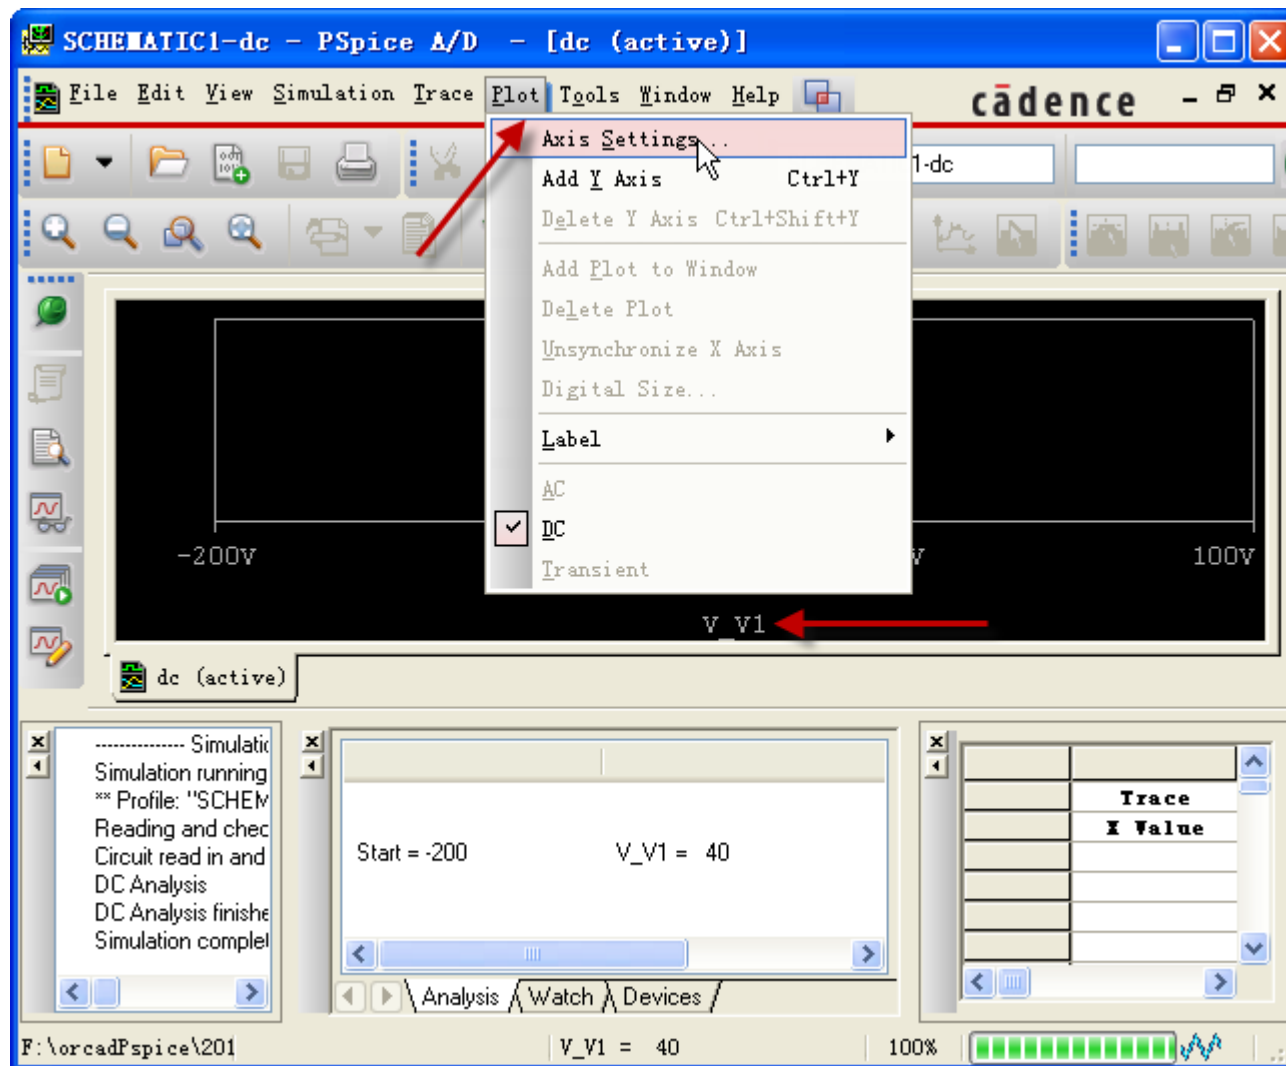 SCHEMATIC1-dc - PSpice A/D - [dc (active)]
File Edit View Simulation Trace Plot Tools Window Help cādence
Axis Settings...
1-dc
Add Y Axis Ctrl+Y
Delete Y Axis Ctrl+Shift+Y
Add Plot to Window
Delete Plot
Unsynchronize X Axis
Digital Size...
Label
AC
DC
Transient
-200V V 100V
V_V1
dc (active)
--------------- Simulatio
Simulation running
** Profile: "SCHEM
Reading and chec
Circuit read in and
DC Analysis
DC Analysis finishe
Simulation complet
Start = -200 V_V1 = 40
Analysis Watch Devices
Trace
X Value
F:\orcadPspice\201 V_V1 = 40 100%